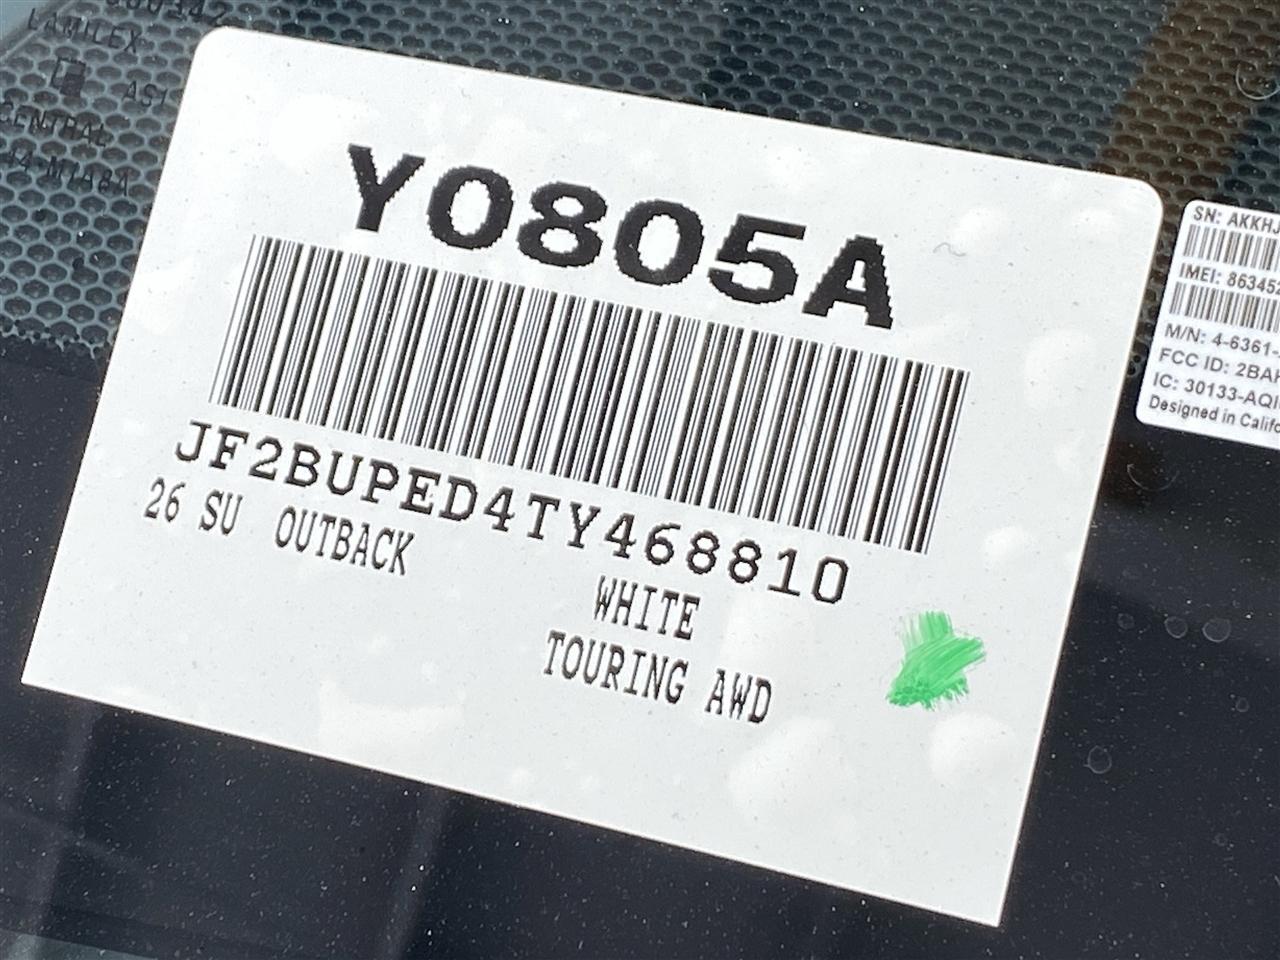 LAMILEX
AS1
CENTRAL
Y0805A
JF2BUPED4TY468810
26 SU OUTBACK
WHITE
TOURING AWD
SN: AKKHJ
IMEI: 863452
M/N: 4-6361-
FCC ID: 2BAH
IC: 30133-AQI
Designed in Califo